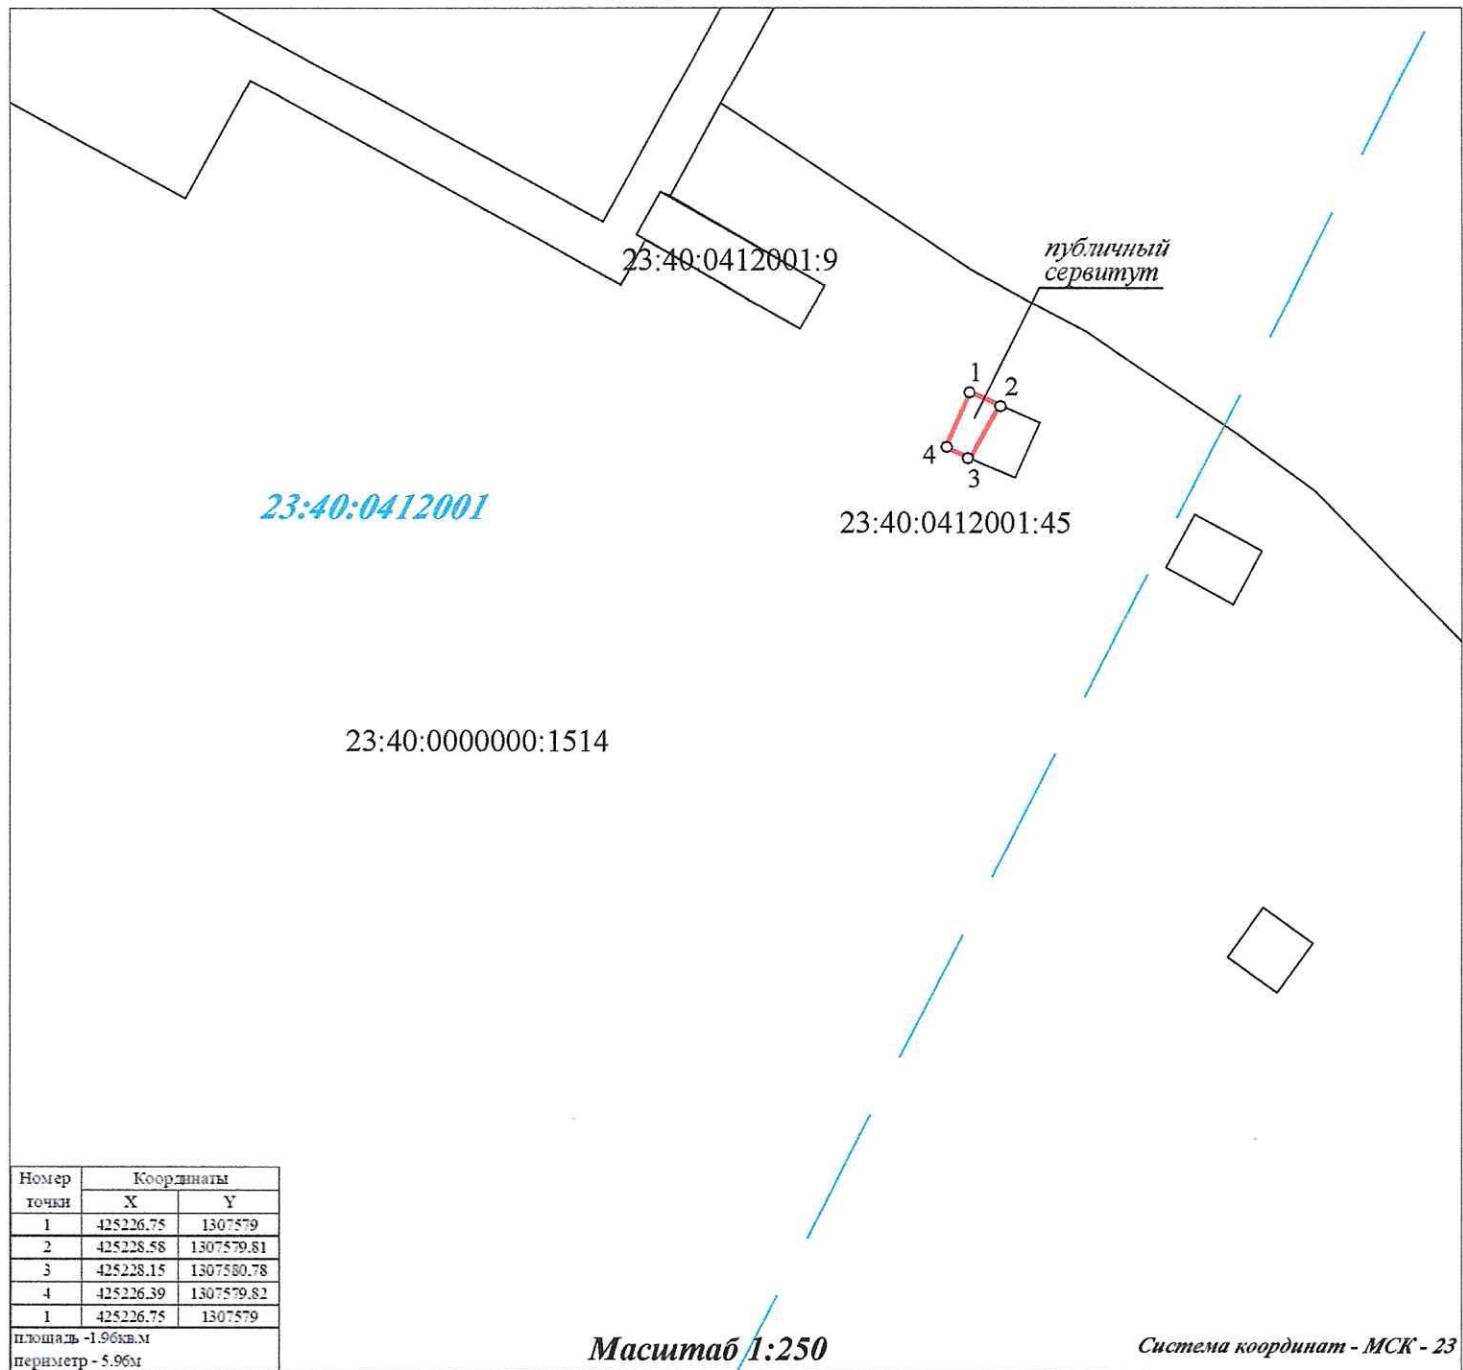 23:40:0412001:9
публичный
сервитут
1
2
4
3
23:40:0412001
23:40:0412001:45
23:40:0000000:1514
Номер точки Координаты
X Y
1 425226.75 1307579
2 425228.58 1307579.81
3 425228.15 1307580.78
4 425226.39 1307579.82
1 425226.75 1307579
площадь -1.96кв.м
периметр - 5.96м
Масштаб 1:250
Система координат - МСК - 23